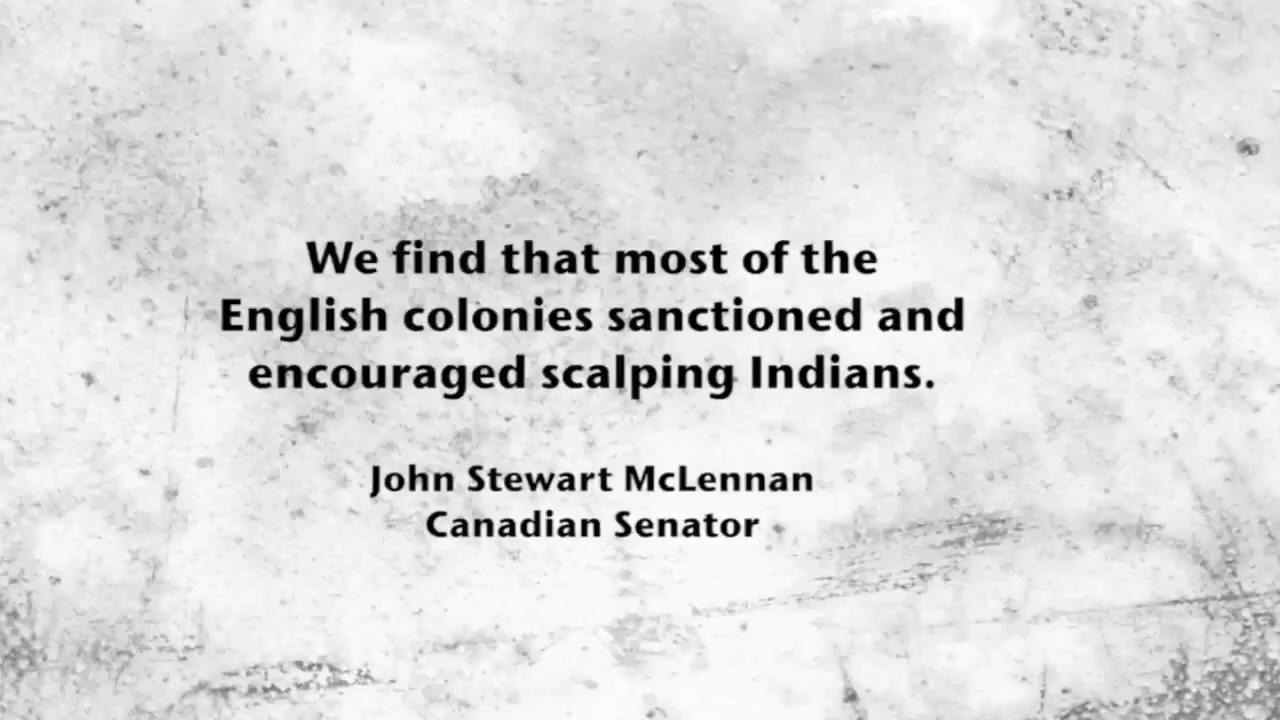 We find that most of the
English colonies sanctioned and
encouraged scalping Indians.
John Stewart McLennan
Canadian Senator